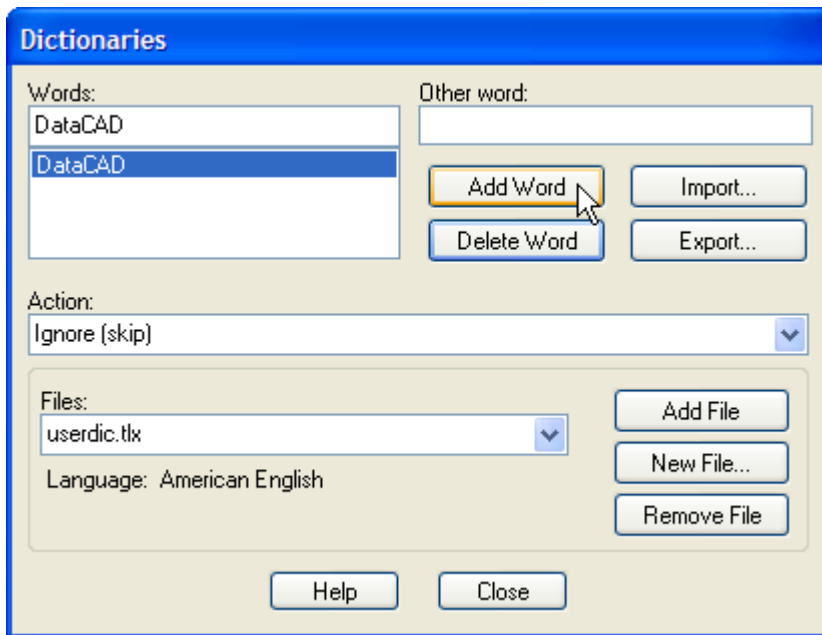 Dictionaries
Words:
Other word:
DataCAD
DataCAD
Add Word
Import...
Delete Word
Export...
Action:
Ignore (skip)
Files:
userdic.tlx
Language: American English
Add File
New File...
Remove File
Help
Close